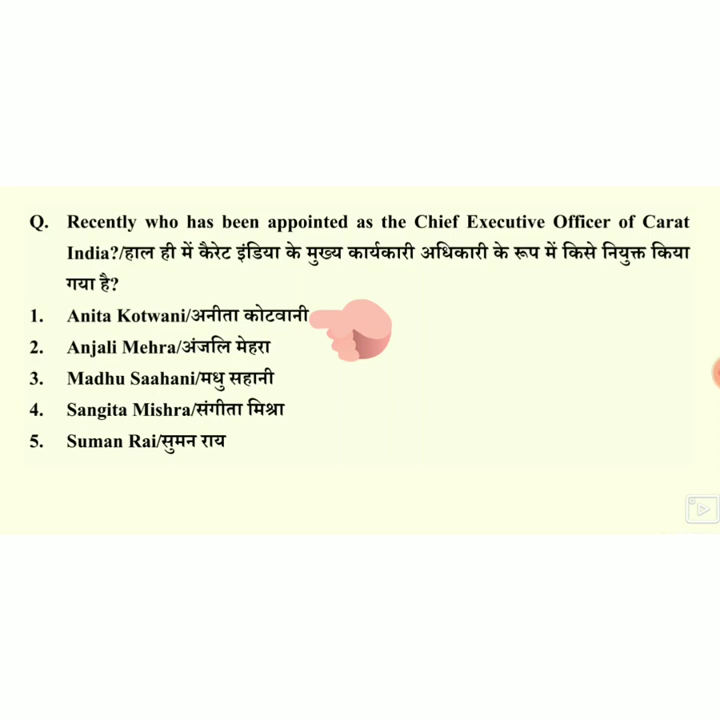 Q. Recently who has been appointed as the Chief Executive Officer of Carat
India?/हाल ही में कैरेट इंडिया के मुख्य कार्यकारी अधिकारी के रूप में किसे नियुक्त किया
गया है?
1. Anita Kotwani/अनीता कोटवानी
2. Anjali Mehra/अंजलि मेहरा
3. Madhu Saahani/मधु सहानी
4. Sangita Mishra/संगीता मिश्रा
5. Suman Rai/सुमन राय